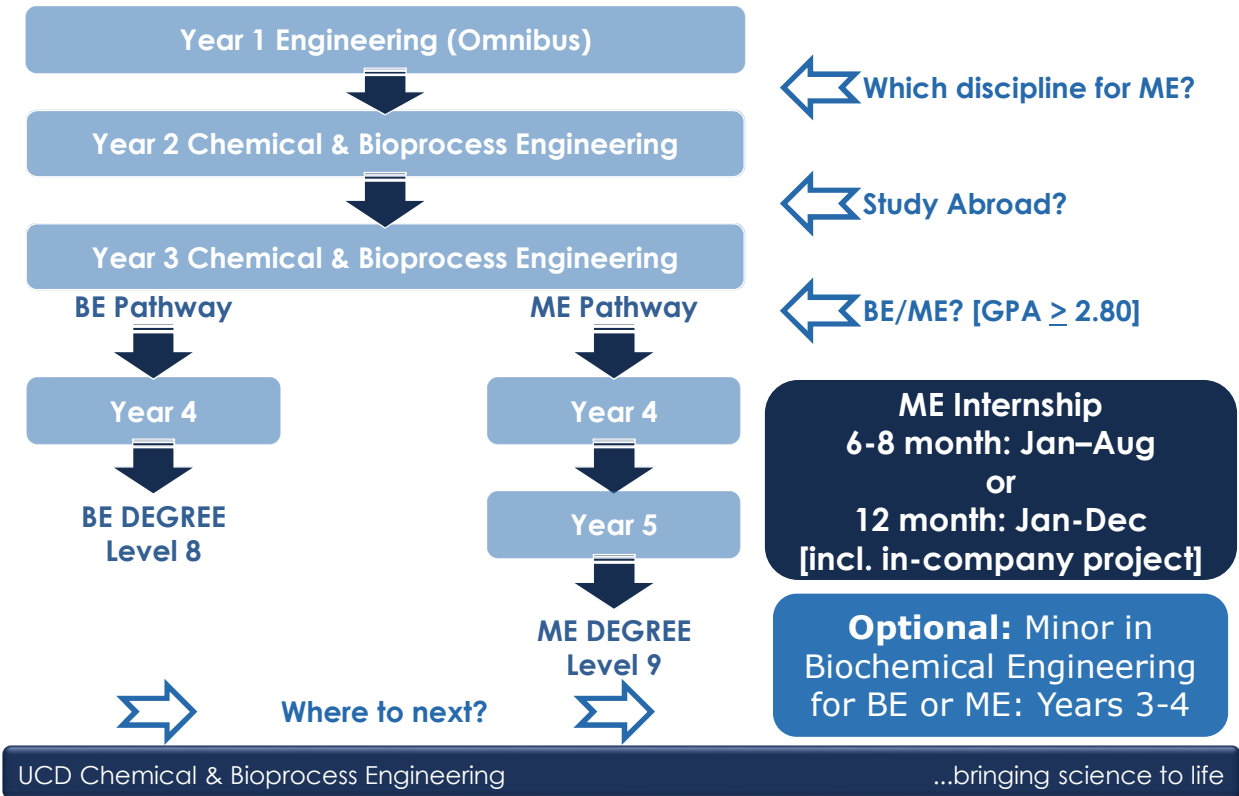 Year 1 Engineering (Omnibus)
Which discipline for ME?
Year 2 Chemical & Bioprocess Engineering
Study Abroad?
Year 3 Chemical & Bioprocess Engineering
BE Pathway
ME Pathway
BE/ME? [GPA ≥ 2.80]
Year 4
Year 4
ME Internship
6-8 month: Jan–Aug
or
12 month: Jan-Dec
[incl. in-company project]
BE DEGREE
Level 8
Year 5
ME DEGREE
Level 9
Optional: Minor in
Biochemical Engineering
for BE or ME: Years 3-4
Where to next?
UCD Chemical & Bioprocess Engineering
...bringing science to life